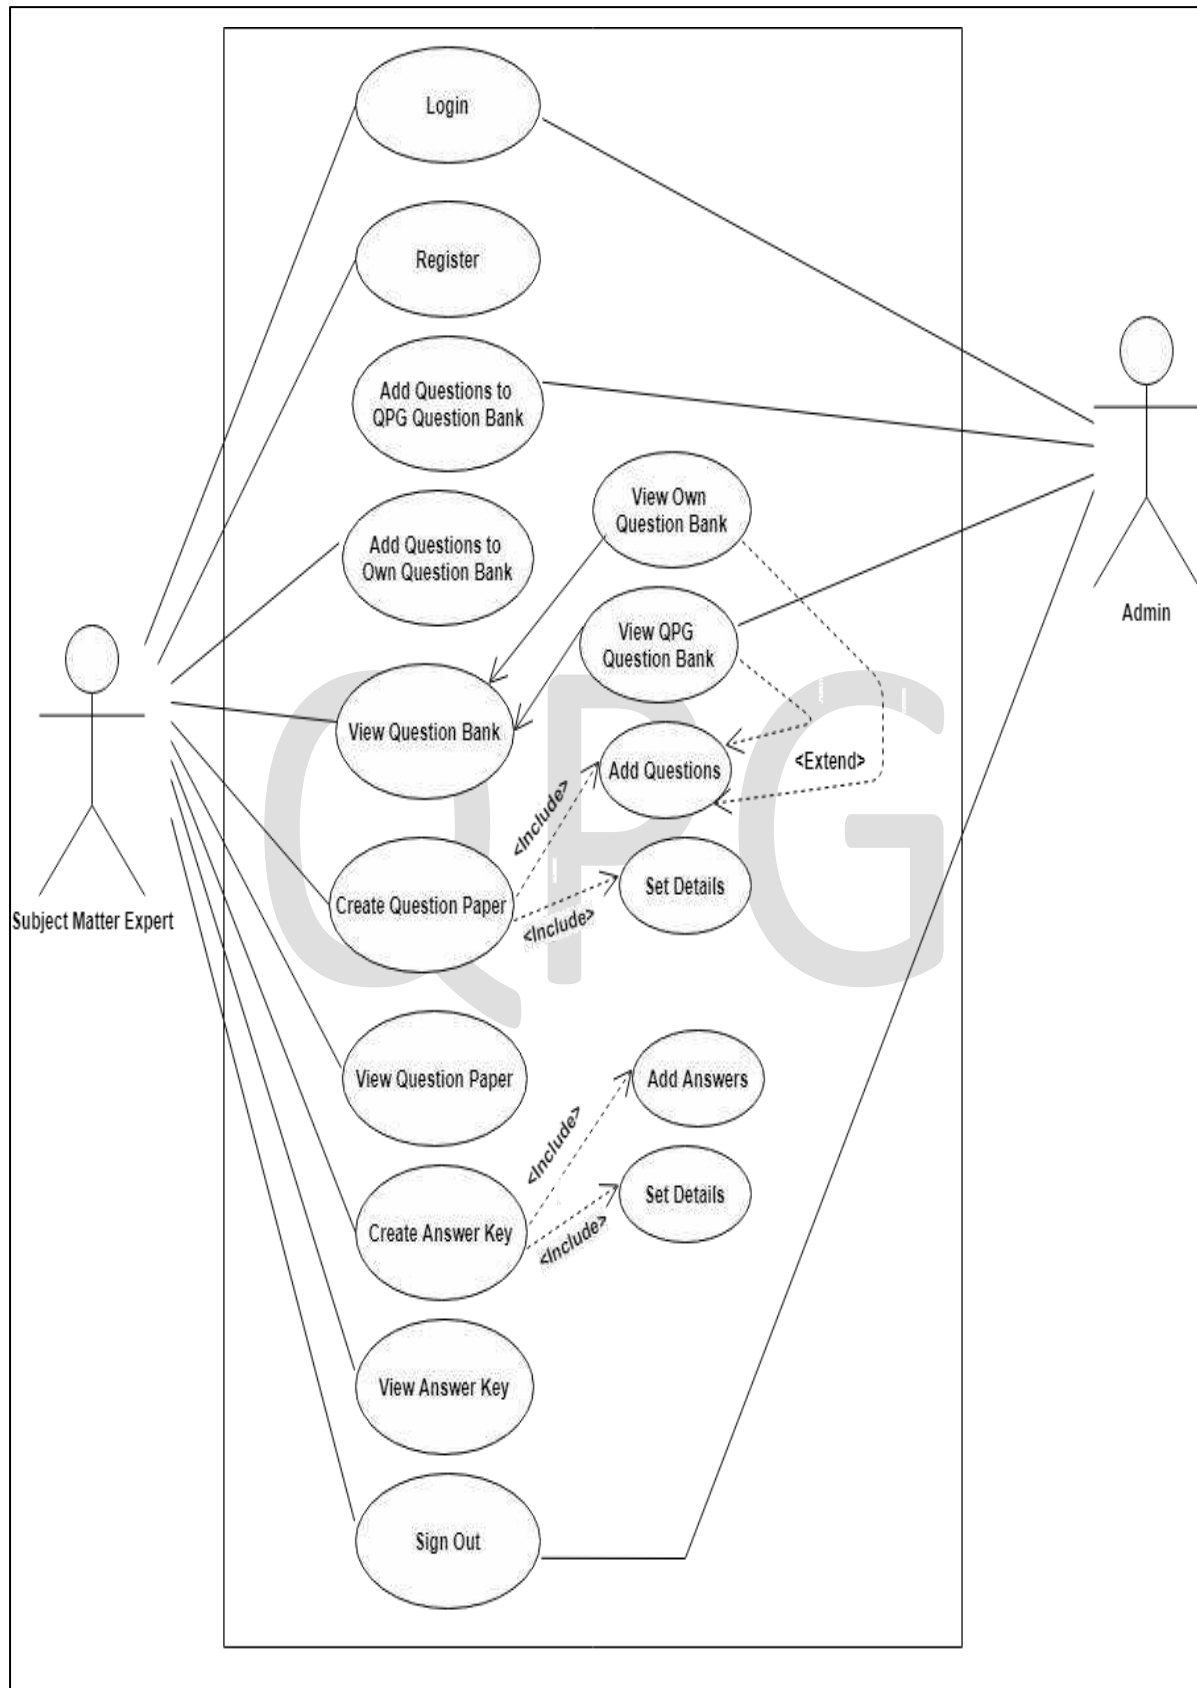 Login
Register
Add Questions to
QPG Question Bank
View Own
Question Bank
Add Questions to
Own Question Bank
Admin
View QPG
Question Bank
View Question Bank
QPG
Add Questions
<Extend>
<Include>
Set Details
Create Question Paper
<Include>
Subject Matter Expert
View Question Paper
Add Answers
<Include>
Set Details
Create Answer Key
<Include>
View Answer Key
Sign Out